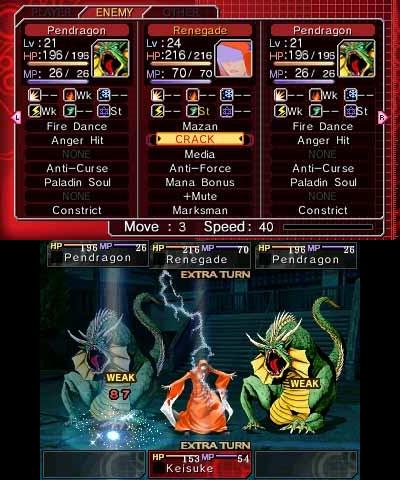 PLAYER ENEMY OTHER
Pendragon Renegade Pendragon
Lv : 21 Lv : 24 Lv : 21
HP:196/196 HP:216/216 HP:196/196
MP: 26/ 26 MP: 70/ 70 MP: 26/ 26
-- -- -- -- -- -- -- -- --
Wk -- St -- St -- Wk -- St
Fire Dance Mazan Fire Dance
Anger Hit CRACK Anger Hit
NONE Media NONE
Anti-Curse Anti-Force Anti-Curse
Paladin Soul Mana Bonus Paladin Soul
NONE +Mute NONE
Constrict Marksman Constrict
L R
Move : 3 Speed: 40
HP 196 MP 26 HP 216 MP 70 HP 196 MP 26
Pendragon Renegade Pendragon
EXTRA TURN
WEAK WEAK
87
EXTRA TURN
HP 153 MP 54
Keisuke